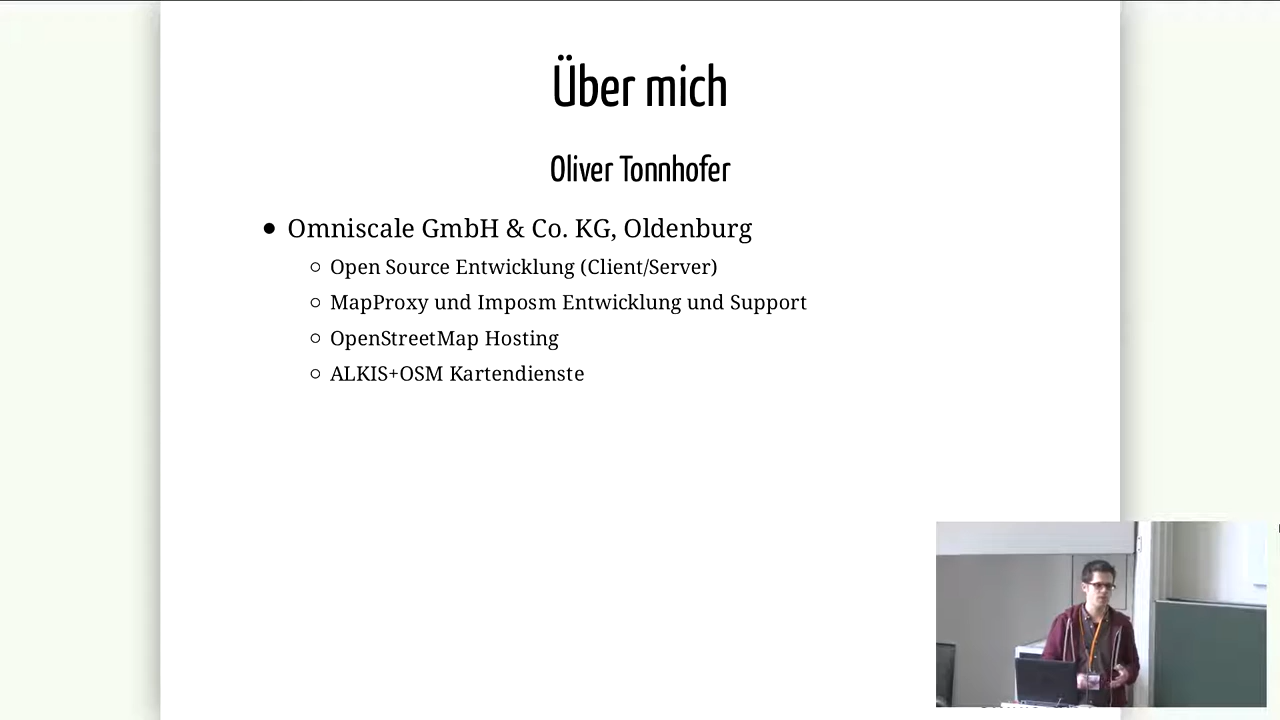 Über mich
Oliver Tonnhofer
Omniscale GmbH & Co. KG, Oldenburg
Open Source Entwicklung (Client/Server)
MapProxy und Imposm Entwicklung und Support
OpenStreetMap Hosting
ALKIS+OSM Kartendienste